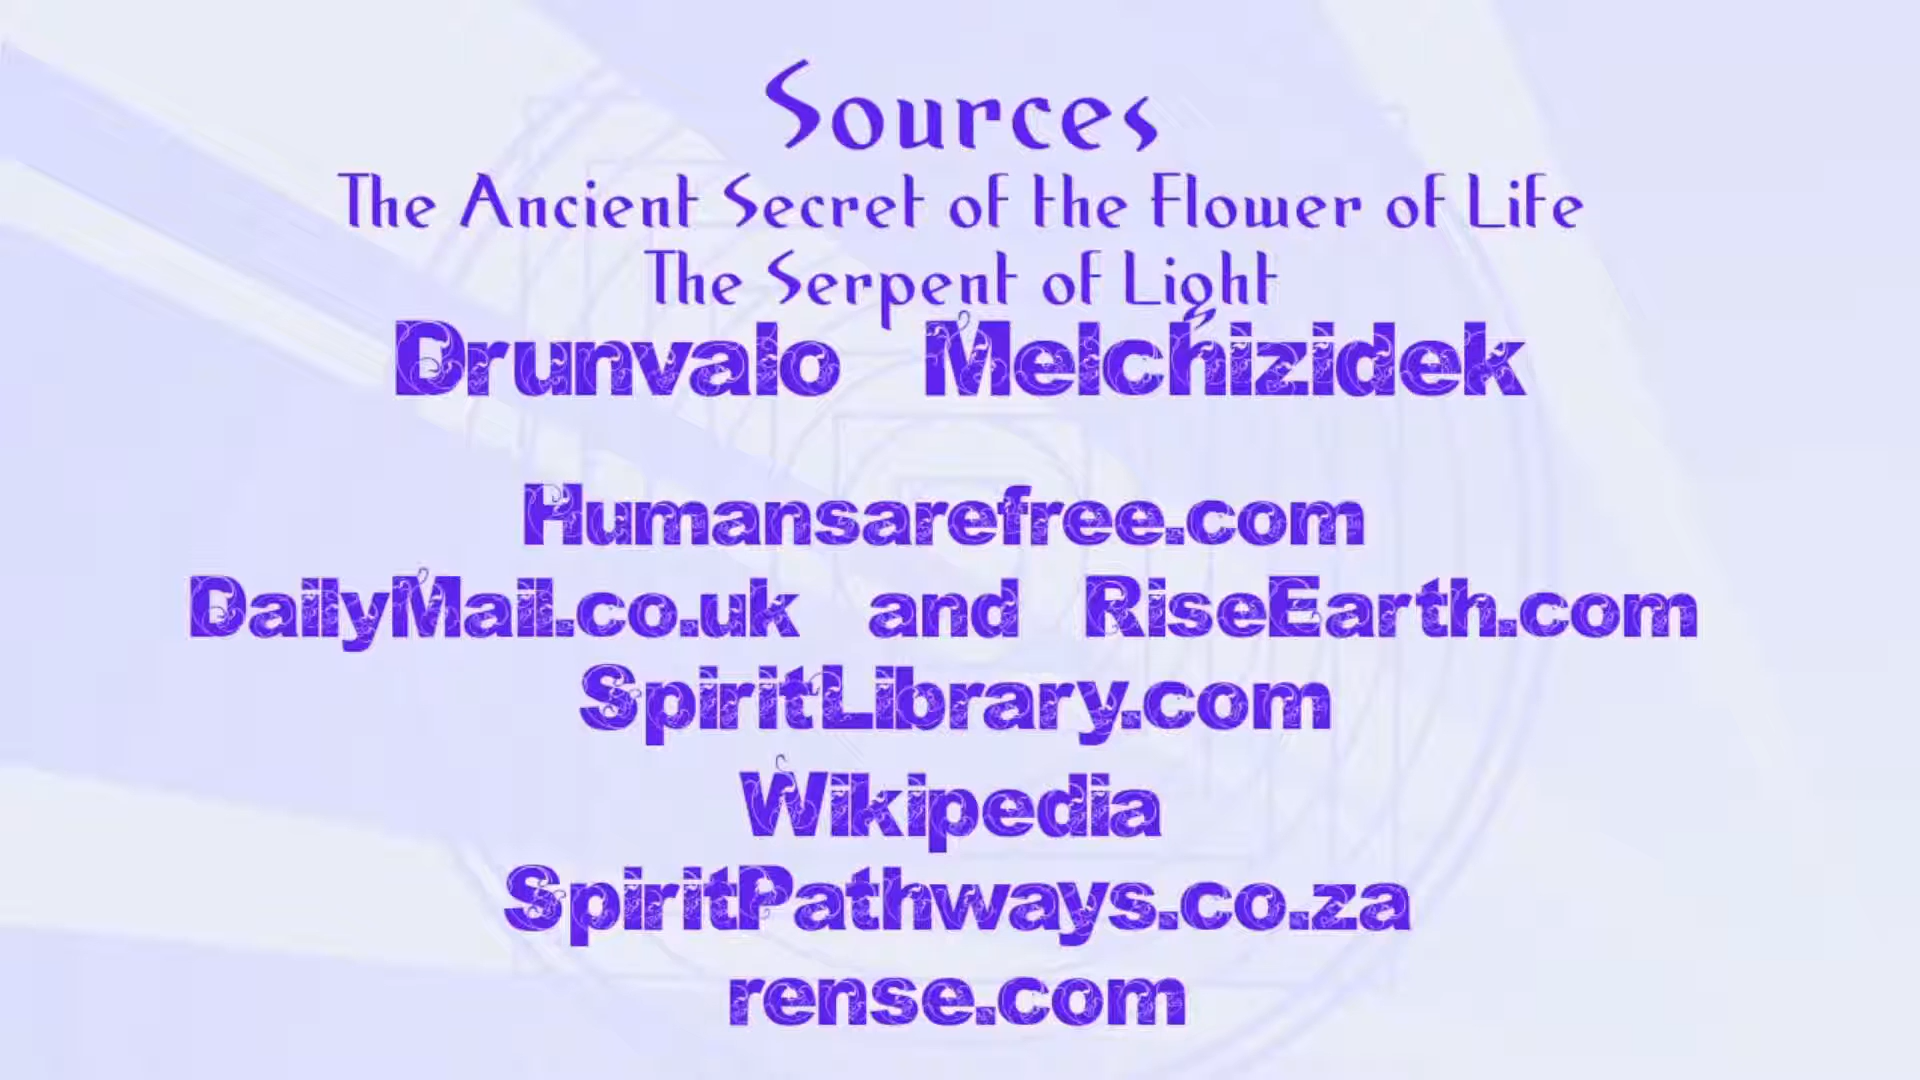 Sources
The Ancient Secret of the Flower of Life
The Serpent of Light
Drunvalo Melchizidek
Humansarefree.com
DailyMail.co.uk and RiseEarth.com
SpiritLibrary.com
Wikipedia
SpiritPathways.co.za
rense.com